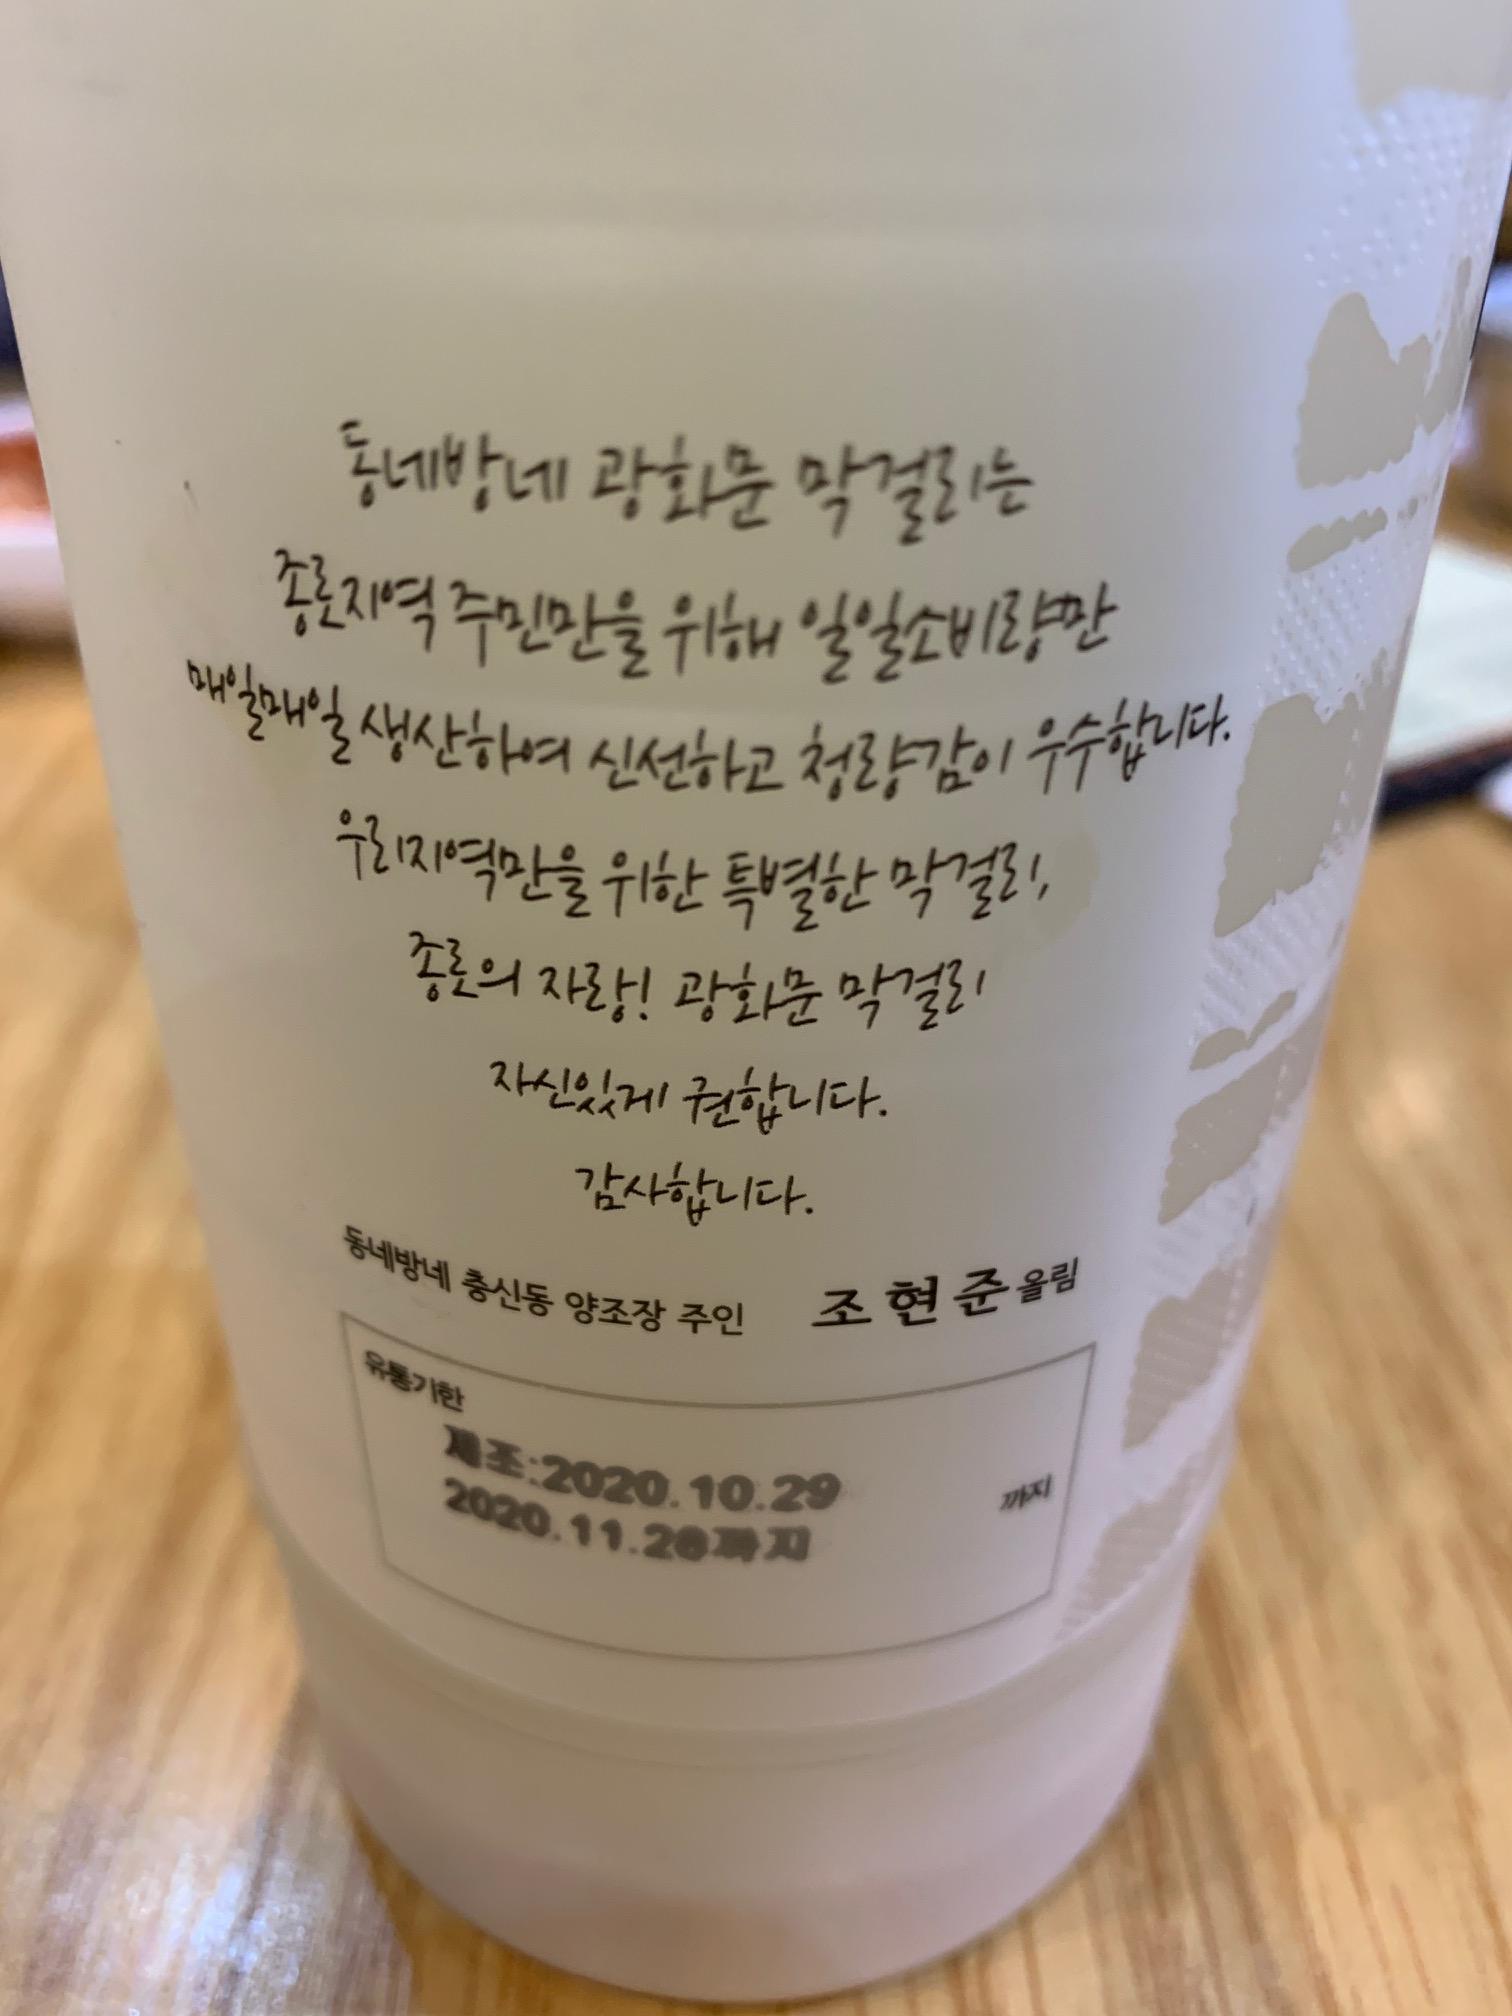 동네방네 광화문 막걸리는
종로지역 주민만을 위해 일일소비량만
매일매일 생산하여 신선하고 청량감이 우수합니다.
우리지역만을 위한 특별한 막걸리,
종로의 자랑! 광화문 막걸리
자신있게 권합니다.
감사합니다.
동네방네 충신동 양조장 주인 조현준 올림
유통기한
제조:2020.10.29
2020.11.28까지
까지